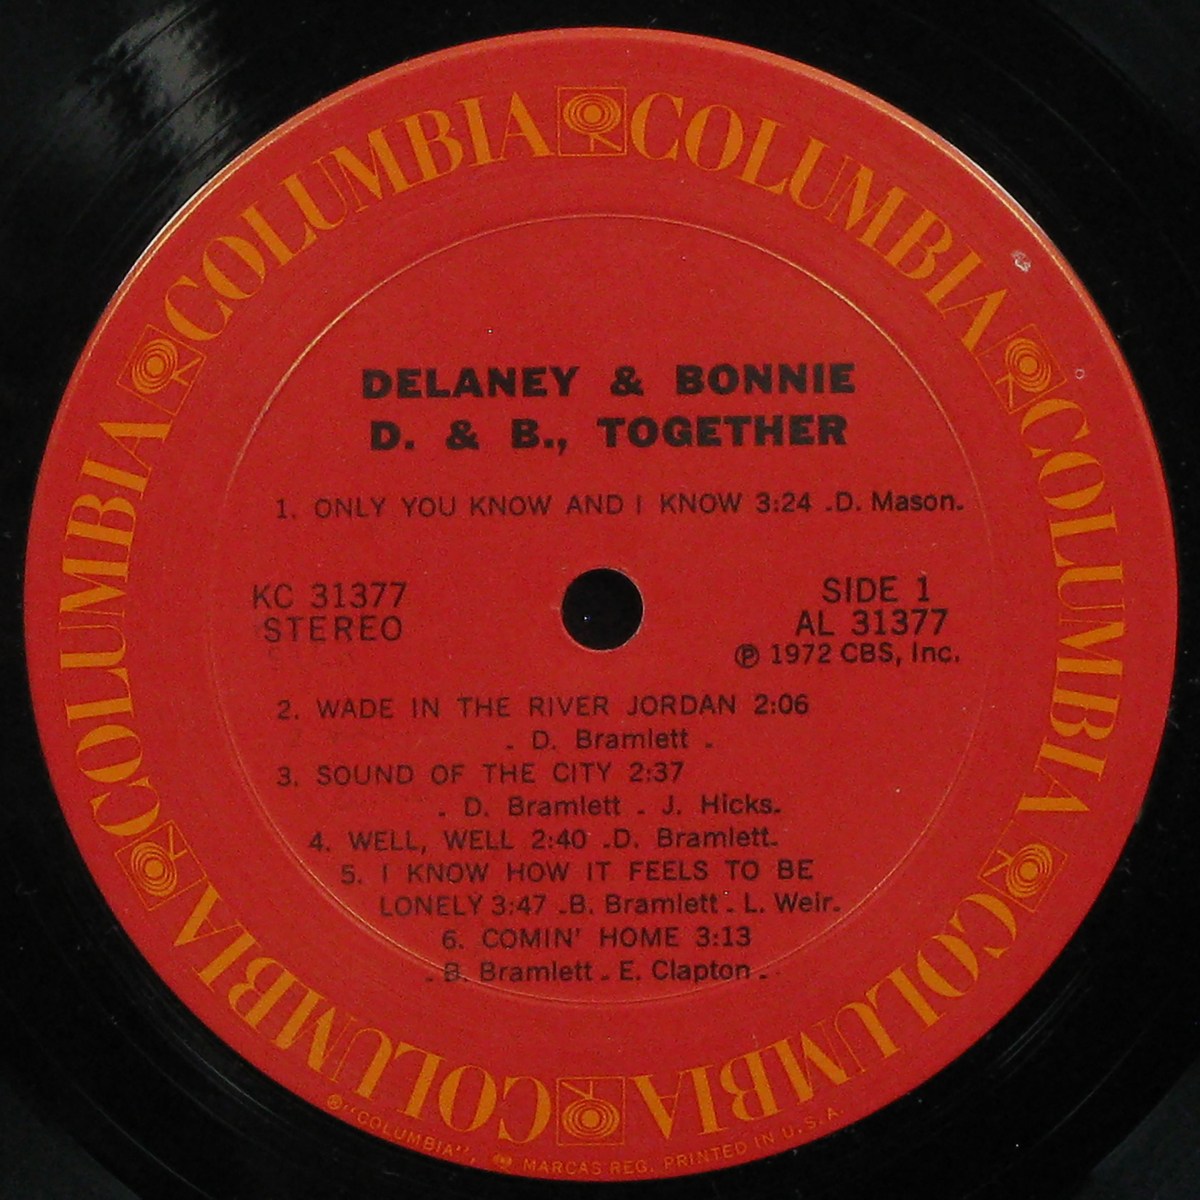 COLUMBIA COLUMBIA COLUMBIA COLUMBIA COLUMBIA COLUMBIA
DELANEY & BONNIE
D. & B., TOGETHER
1. ONLY YOU KNOW AND I KNOW 3:24 -D. Mason-
KC 31377
STEREO
SIDE 1
AL 31377
℗ 1972 CBS, Inc.
2. WADE IN THE RIVER JORDAN 2:06
- D. Bramlett -
3. SOUND OF THE CITY 2:37
- D. Bramlett - J. Hicks-
4. WELL, WELL 2:40 -D. Bramlett-
5. I KNOW HOW IT FEELS TO BE
LONELY 3:47 -B. Bramlett - L. Weir-
6. COMIN' HOME 3:13
- B. Bramlett - E. Clapton -
®"COLUMBIA", MARCAS REG. PRINTED IN U.S.A.